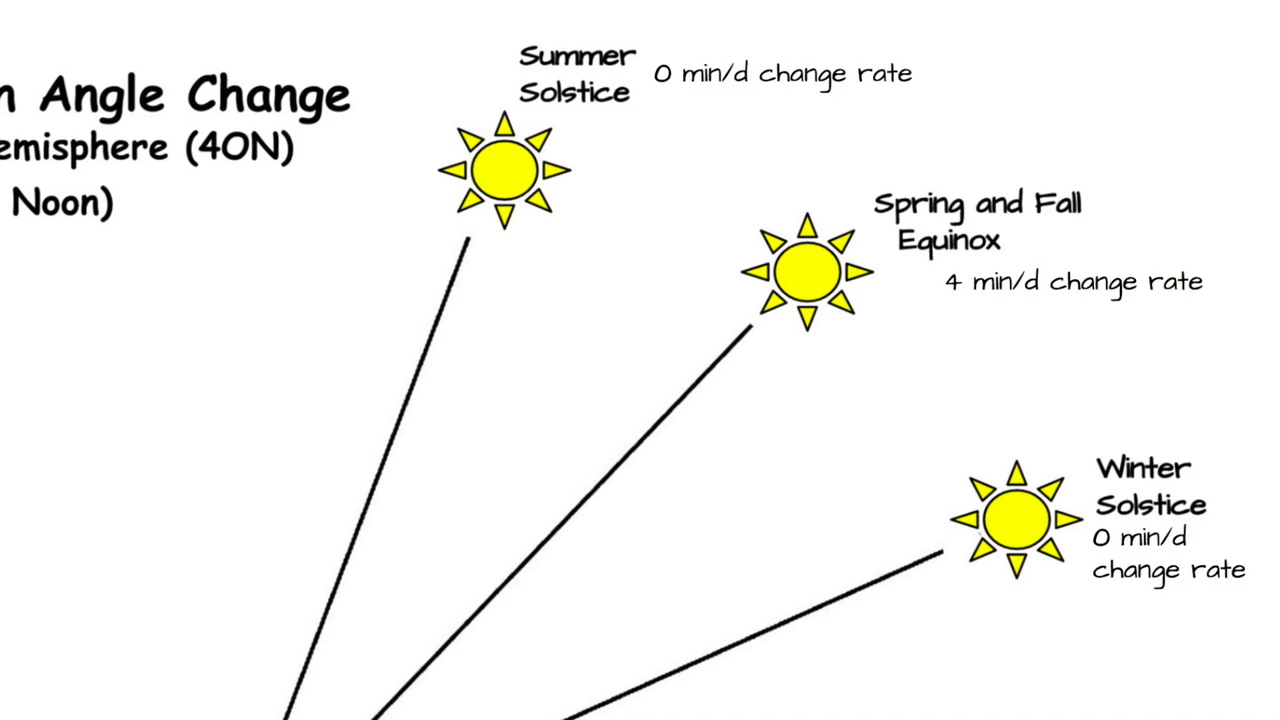 Angle Change
emisphere (40N)
Noon)
Summer
Solstice
0 min/d change rate
Spring and Fall
Equinox
4 min/d change rate
Winter
Solstice
0 min/d
change rate